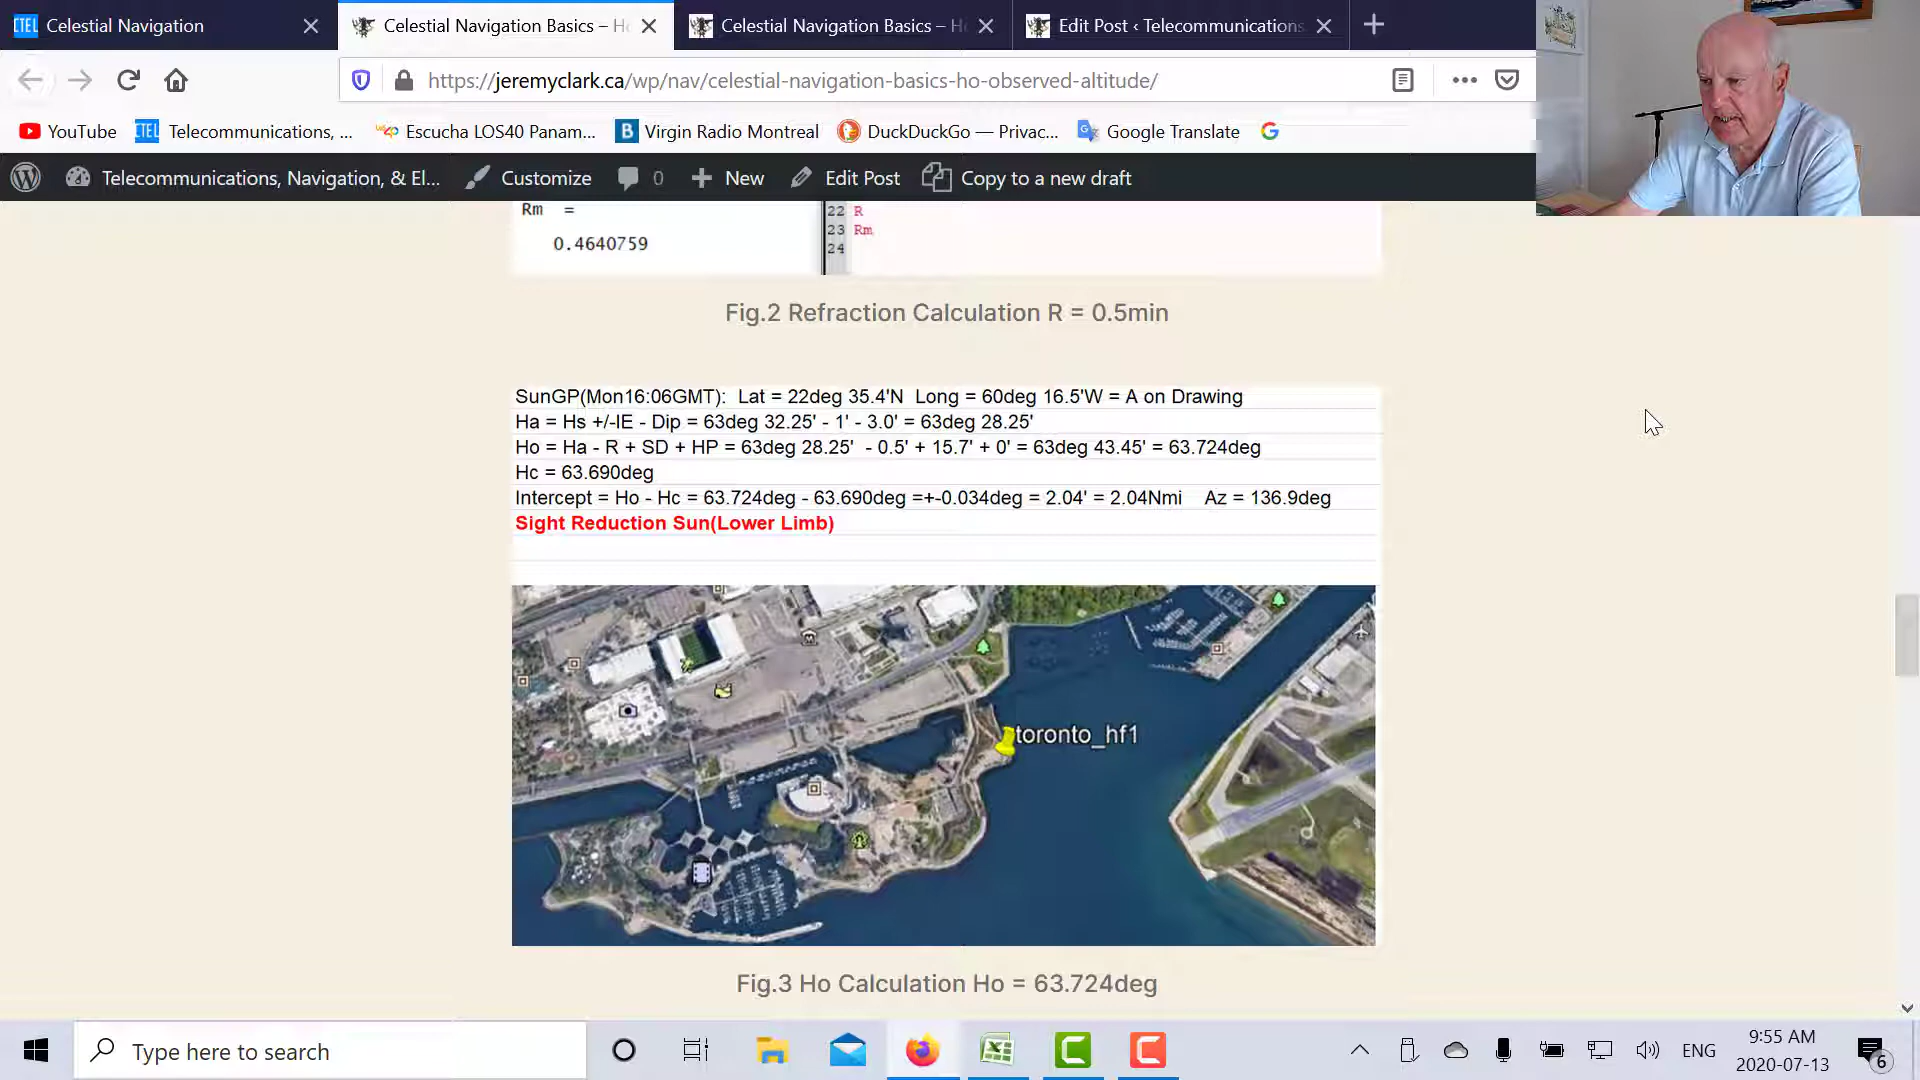 CTEL Celestial Navigation
Celestial Navigation Basics – H
Celestial Navigation Basics – H
Edit Post ‹ Telecommunications,
https://jeremyclark.ca/wp/nav/celestial-navigation-basics-ho-observed-altitude/
YouTube
CTEL Telecommunications, ...
Escucha LOS40 Panam...
B Virgin Radio Montreal
DuckDuckGo — Privac...
Google Translate
G
Telecommunications, Navigation, & El...
Customize
0
New
Edit Post
Copy to a new draft
Rm =
0.4640759
22 R
23 Rm
24
Fig.2 Refraction Calculation R = 0.5min
SunGP(Mon16:06GMT): Lat = 22deg 35.4'N Long = 60deg 16.5'W = A on Drawing
Ha = Hs +/-IE - Dip = 63deg 32.25' - 1' - 3.0' = 63deg 28.25'
Ho = Ha - R + SD + HP = 63deg 28.25' - 0.5' + 15.7' + 0' = 63deg 43.45' = 63.724deg
Hc = 63.690deg
Intercept = Ho - Hc = 63.724deg - 63.690deg =+-0.034deg = 2.04' = 2.04Nmi Az = 136.9deg
Sight Reduction Sun(Lower Limb)
toronto_hf1
Fig.3 Ho Calculation Ho = 63.724deg
Type here to search
ENG
9:55 AM
2020-07-13
6